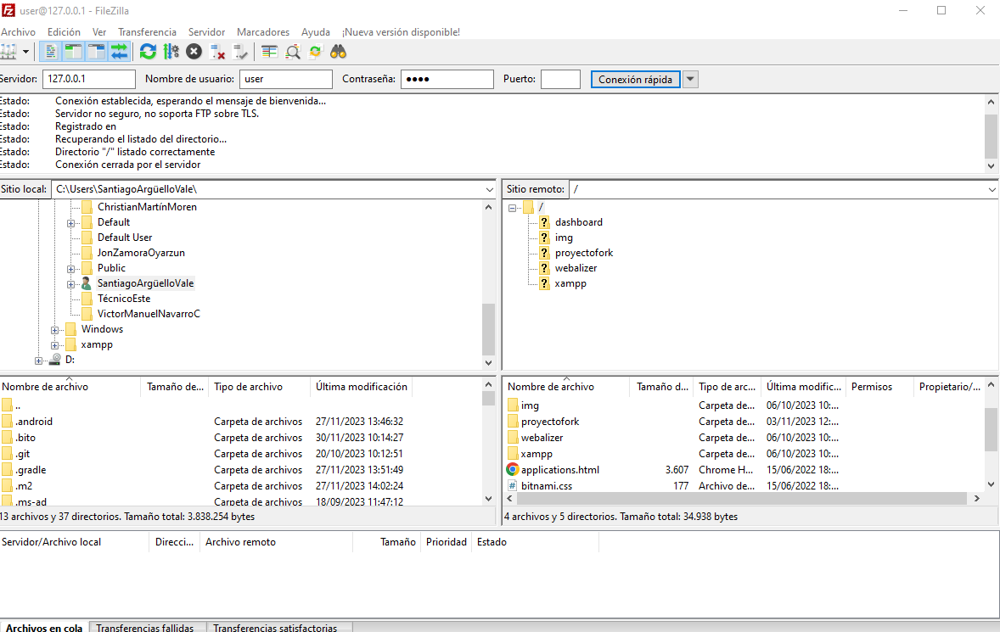 user@127.0.0.1 - FileZilla
Archivo Edición Ver Transferencia Servidor Marcadores Ayuda ¡Nueva versión disponible!
Servidor: 127.0.0.1 Nombre de usuario: user Contraseña: ●●●● Puerto: Conexión rápida
Estado: Conexión establecida, esperando el mensaje de bienvenida...
Estado: Servidor no seguro, no soporta FTP sobre TLS.
Estado: Registrado en
Estado: Recuperando el listado del directorio...
Estado: Directorio "/" listado correctamente
Estado: Conexión cerrada por el servidor
Sitio local: C:\Users\SantiagoArgüelloVale\
ChristianMartínMoren
Default
Default User
JonZamoraOyarzun
Public
SantiagoArgüelloVale
TécnicoEste
VictorManuelNavarroC
Windows
xampp
D:
Sitio remoto: /
/
dashboard
img
proyectofork
webalizer
xampp
Nombre de archivo Tamaño de... Tipo de archivo Última modificación
..
.android Carpeta de archivos 27/11/2023 13:46:32
.bito Carpeta de archivos 30/11/2023 10:14:27
.git Carpeta de archivos 20/10/2023 10:12:51
.gradle Carpeta de archivos 27/11/2023 13:51:49
.m2 Carpeta de archivos 27/11/2023 14:02:24
.ms-ad Carpeta de archivos 18/09/2023 11:47:12
13 archivos y 37 directorios. Tamaño total: 3.838.254 bytes
Nombre de archivo Tamaño d... Tipo de arc... Última modific... Permisos Propietario/...
img Carpeta de... 06/10/2023 10:...
proyectofork Carpeta de... 03/11/2023 12:...
webalizer Carpeta de... 06/10/2023 10:...
xampp Carpeta de... 06/10/2023 10:...
applications.html 3.607 Chrome H... 15/06/2022 18:...
bitnami.css 177 Archivo de... 15/06/2022 18:...
4 archivos y 5 directorios. Tamaño total: 34.938 bytes
Servidor/Archivo local Direcci... Archivo remoto Tamaño Prioridad Estado
Archivos en cola Transferencias fallidas Transferencias satisfactorias